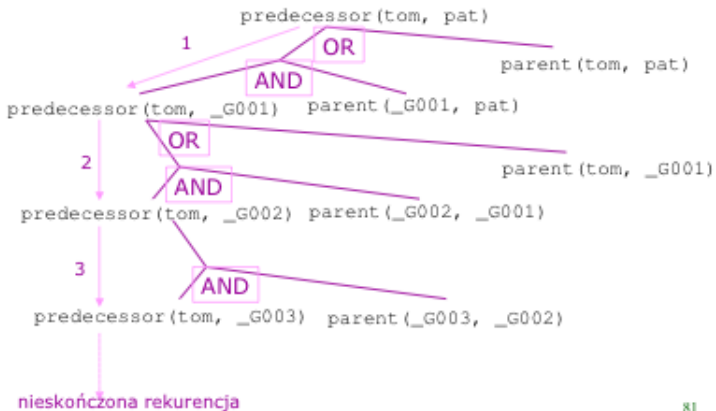 predecessor(tom, pat)
1
OR
parent(tom, pat)
AND
predecessor(tom, _G001) parent(_G001, pat)
OR
2
parent(tom, _G001)
AND
predecessor(tom, _G002) parent(_G002, _G001)
3
AND
predecessor(tom, _G003) parent(_G003, _G002)
nieskończona rekurencja
81